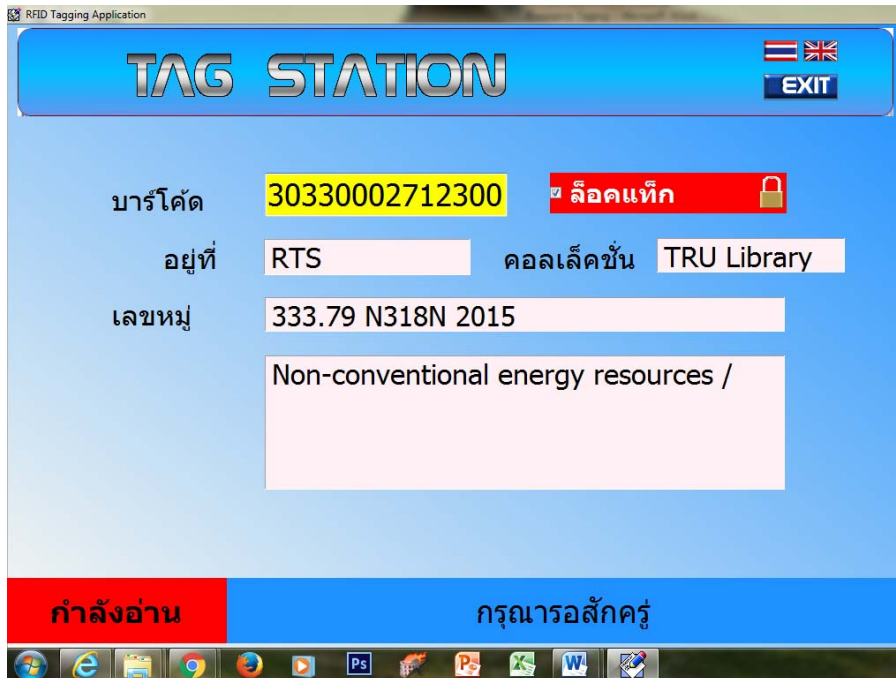 RFID Tagging Application
TAG STATION
EXIT
บาร์โค้ด 30330002712300 ล็อคแท็ก
อยู่ที่ RTS คอลเล็คชั่น TRU Library
เลขหมู่ 333.79 N318N 2015
Non-conventional energy resources /
กำลังอ่าน กรุณารอสักครู่
Ps